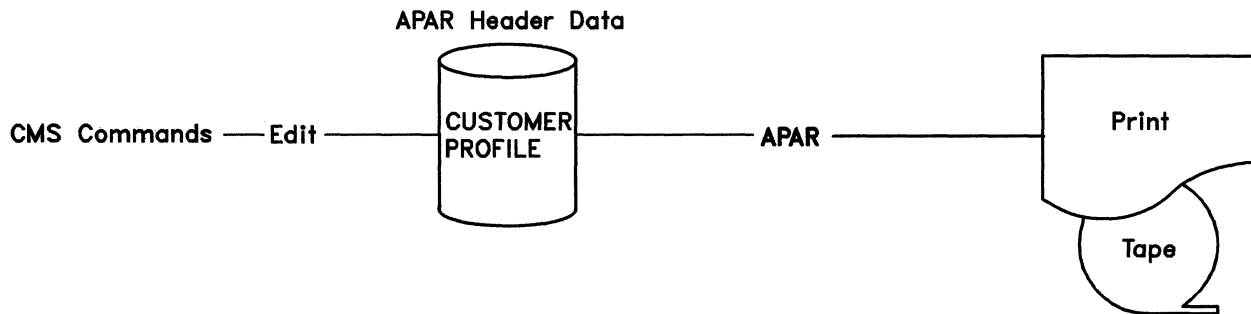 APAR Header Data
CMS Commands Edit CUSTOMER PROFILE APAR Print
Tape